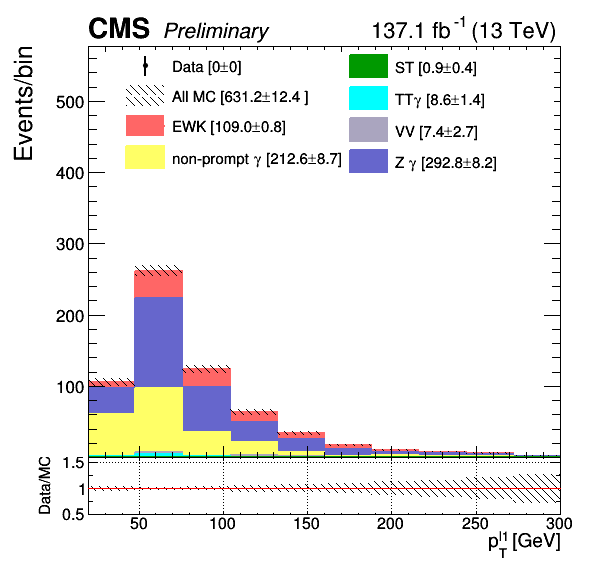 CMS Preliminary 137.1 fb⁻¹ (13 TeV)
Events/bin
Data [0±0]
All MC [631.2±12.4 ]
EWK [109.0±0.8]
non-prompt γ [212.6±8.7]
ST [0.9±0.4]
TTγ [8.6±1.4]
VV [7.4±2.7]
Z γ [292.8±8.2]
500
400
300
200
100
Data/MC
1.5
1
0.5
50 100 150 200 250 300
p_T^l1 [GeV]